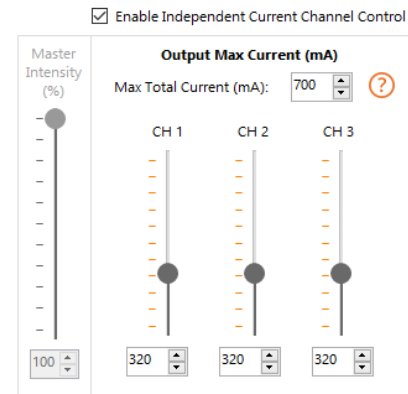 Enable Independent Current Channel Control
Master
Intensity
(%)
Output Max Current (mA)
Max Total Current (mA): 700 ?
CH 1 CH 2 CH 3
100 320 320 320